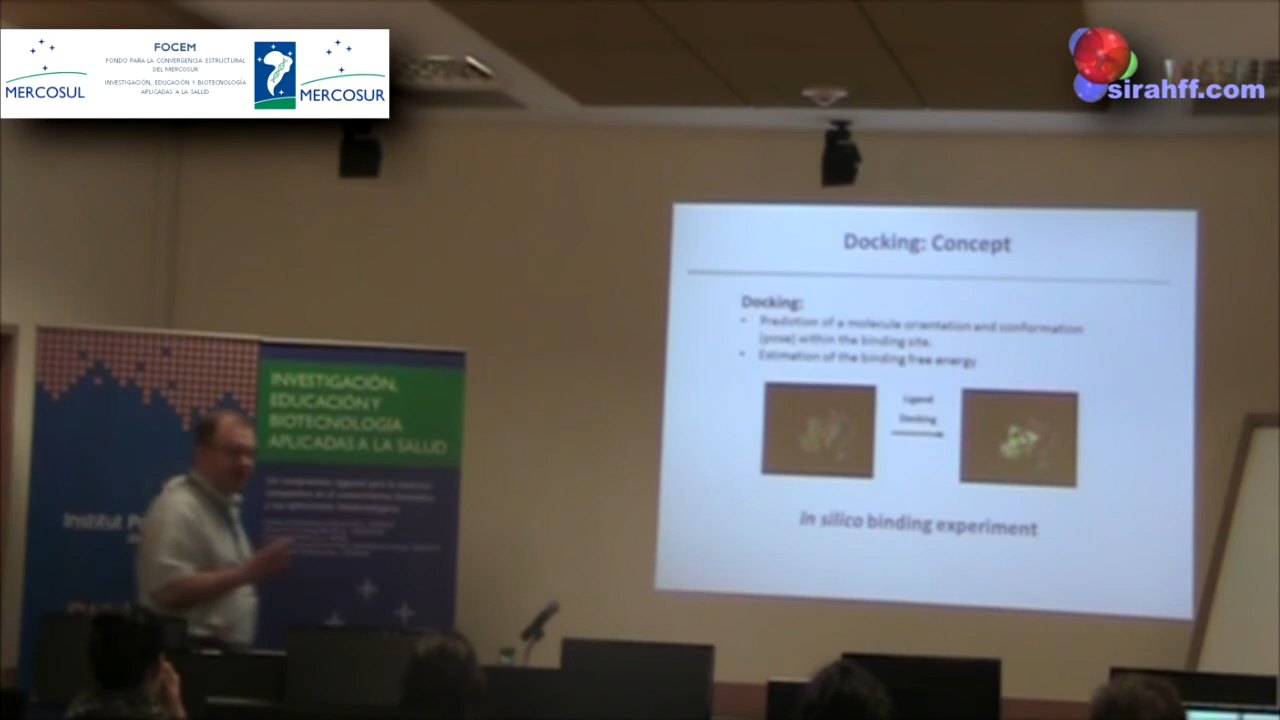 MERCOSUL
FOCEM
FONDO PARA LA CONVERGENCIA ESTRUCTURAL
DEL MERCOSUR
INVESTIGACIÓN, EDUCACIÓN Y BIOTECNOLOGÍA
APLICADAS A LA SALUD
MERCOSUR
sirahff.com
Docking: Concept
Docking:
• Prediction of a molecule orientation and conformation
(pose) within the binding site.
• Estimation of the binding free energy
Ligand
Docking
In silico binding experiment
INVESTIGACIÓN,
EDUCACIÓN Y
BIOTECNOLOGÍA
APLICADAS A LA SALUD
Institut